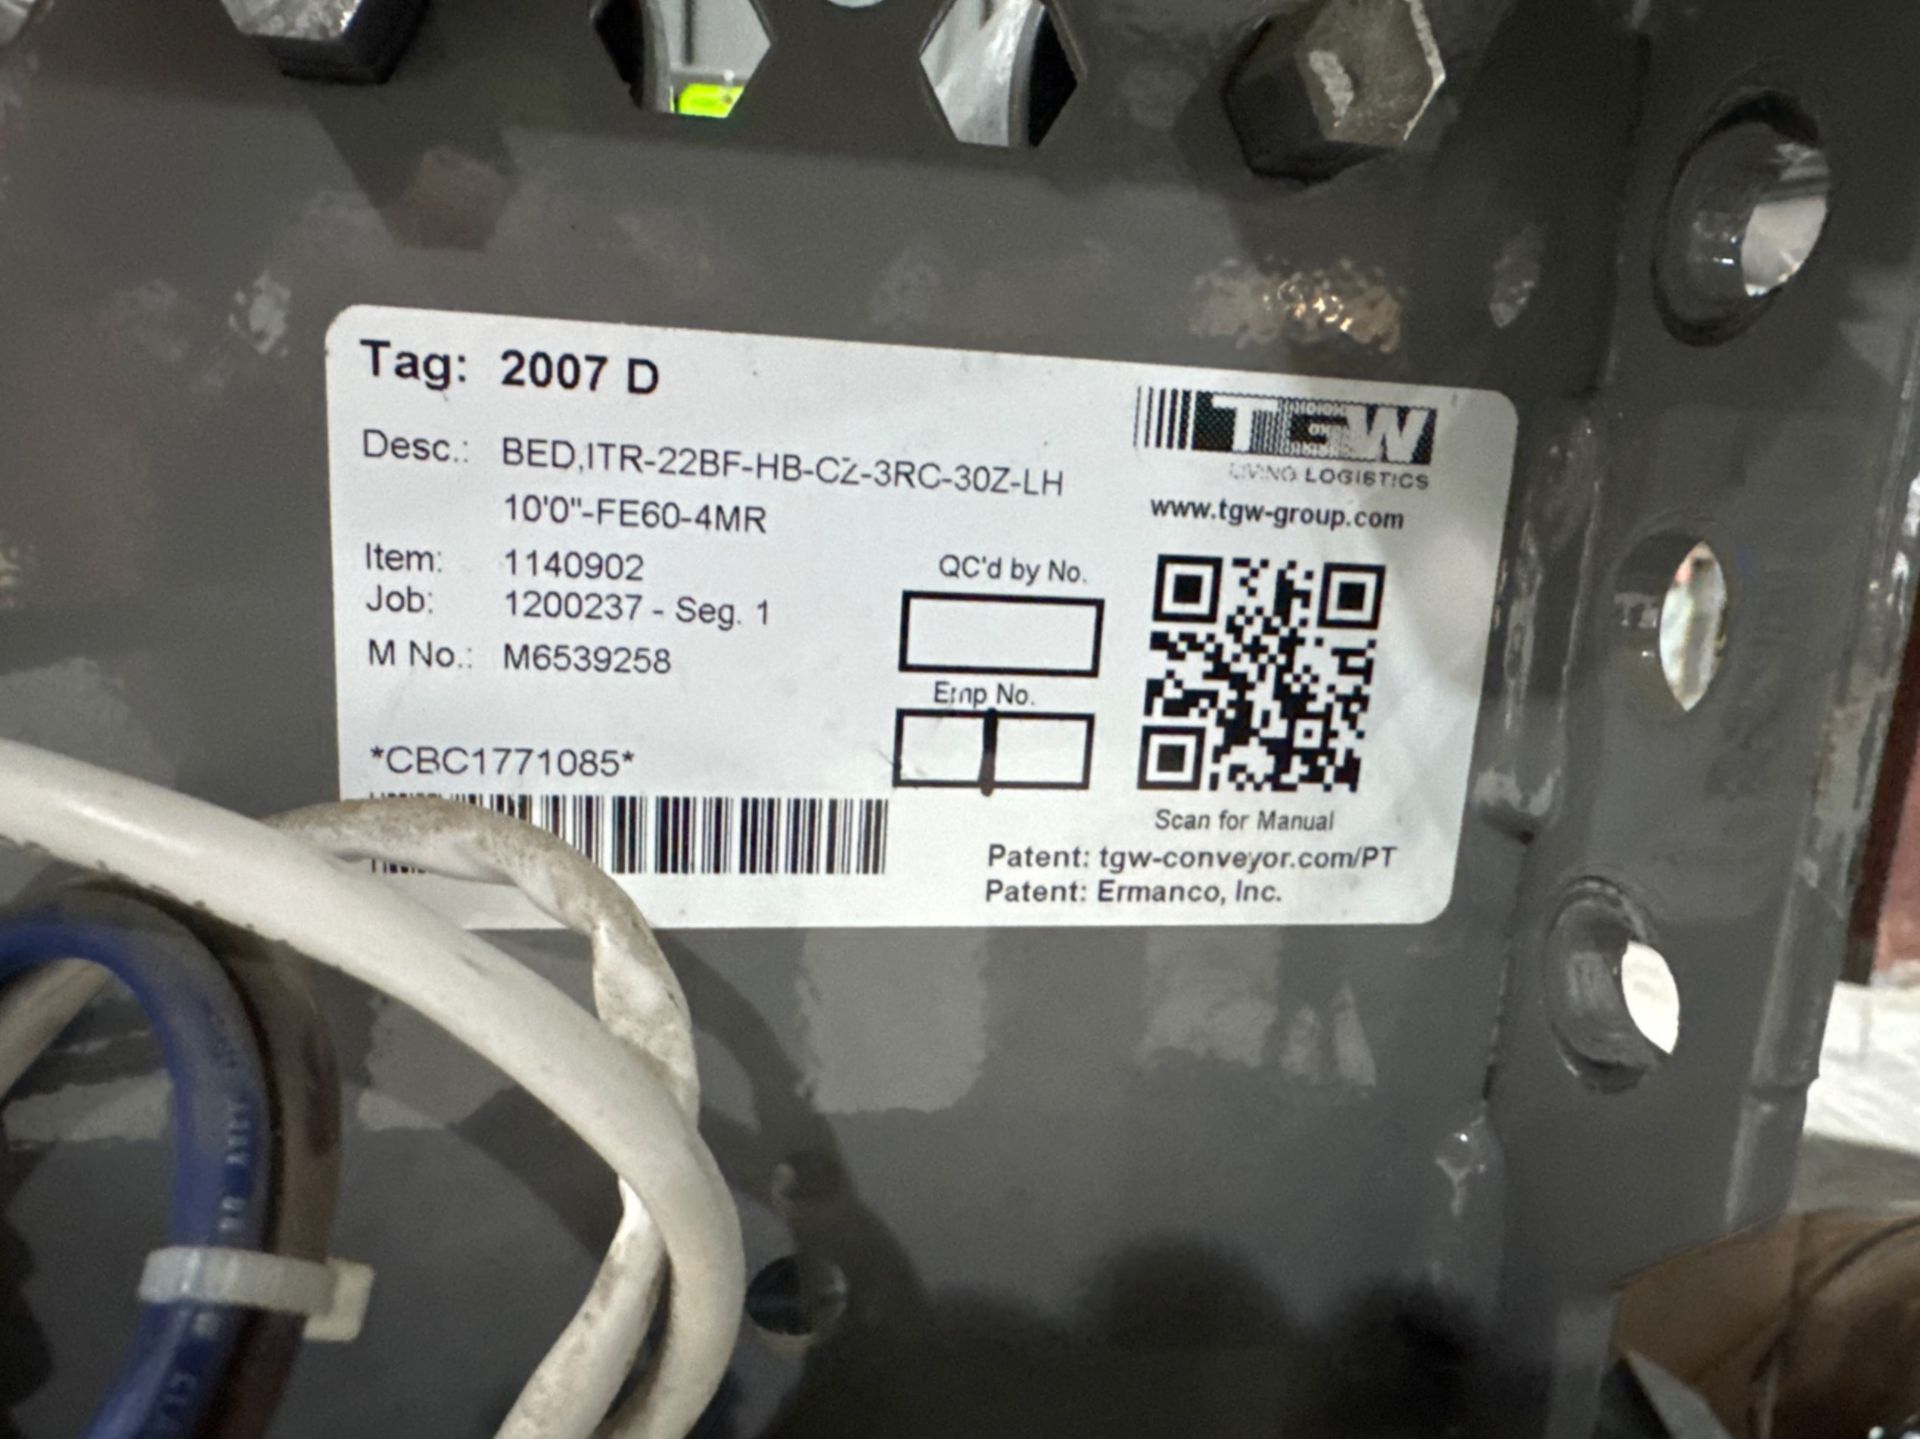 Tag: 2007 D
TGW
LIVING LOGISTICS
www.tgw-group.com
Desc.: BED,ITR-22BF-HB-CZ-3RC-30Z-LH
10'0"-FE60-4MR
Item: 1140902
Job: 1200237 - Seg. 1
M No.: M6539258
QC'd by No.
Emp No.
*CBC1771085*
Scan for Manual
Patent: tgw-conveyor.com/PT
Patent: Ermanco, Inc.